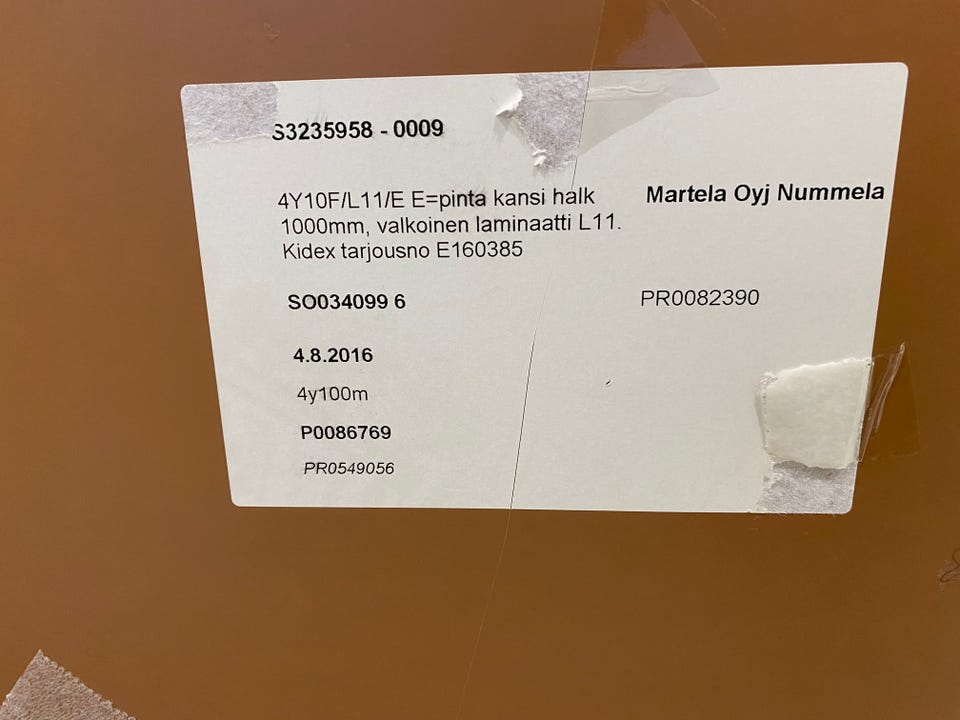 S3235958 - 0009
4Y10F/L11/E E=pinta kansi halk
1000mm, valkoinen laminaatti L11.
Kidex tarjousno E160385
Martela Oyj Nummela
SO034099 6
PR0082390
4.8.2016
4y100m
P0086769
PR0549056